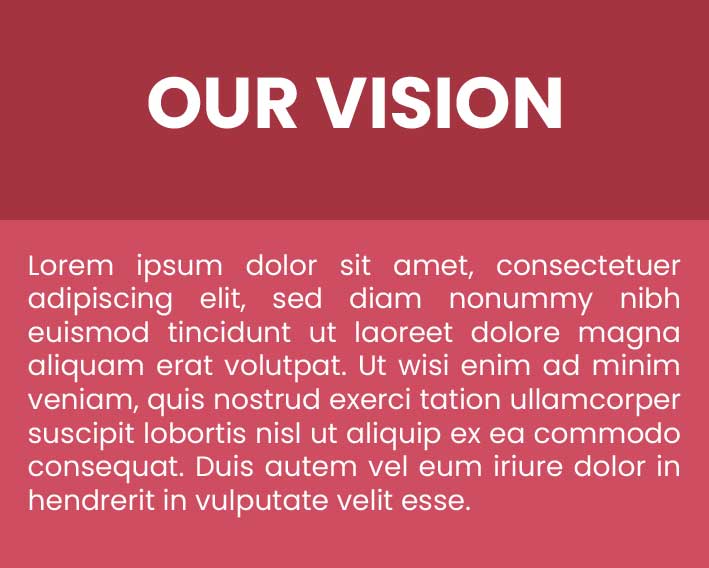 OUR VISION
Lorem ipsum dolor sit amet, consectetuer
adipiscing elit, sed diam nonummy nibh
euismod tincidunt ut laoreet dolore magna
aliquam erat volutpat. Ut wisi enim ad minim
veniam, quis nostrud exerci tation ullamcorper
suscipit lobortis nisl ut aliquip ex ea commodo
consequat. Duis autem vel eum iriure dolor in
hendrerit in vulputate velit esse.